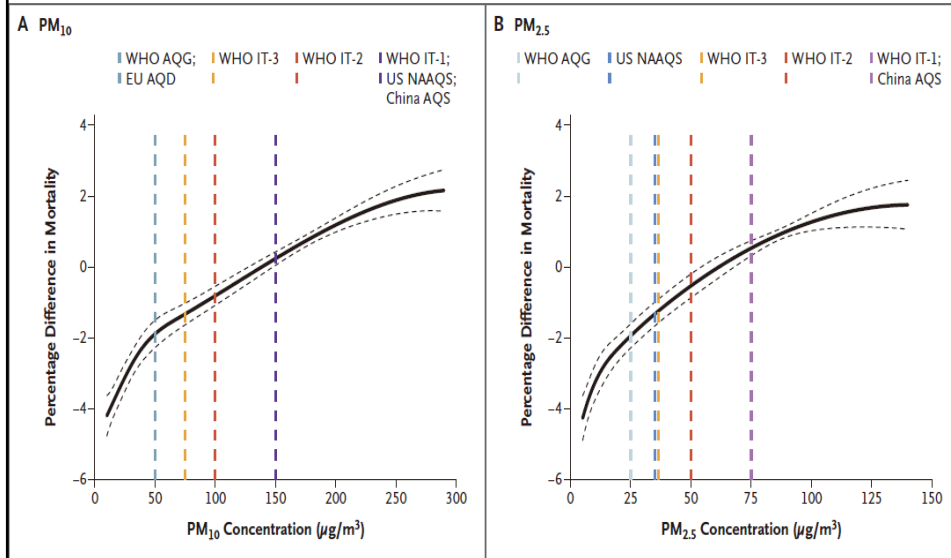 A PM10
WHO AQG;
EU AQD
WHO IT-3
WHO IT-2
WHO IT-1;
US NAAQS;
China AQS
Percentage Difference in Mortality
4
2
0
−2
−4
−6
0 50 100 150 200 250 300
PM10 Concentration (μg/m3)
B PM2.5
WHO AQG
US NAAQS
WHO IT-3
WHO IT-2
WHO IT-1;
China AQS
Percentage Difference in Mortality
4
2
0
−2
−4
−6
0 25 50 75 100 125 150
PM2.5 Concentration (μg/m3)